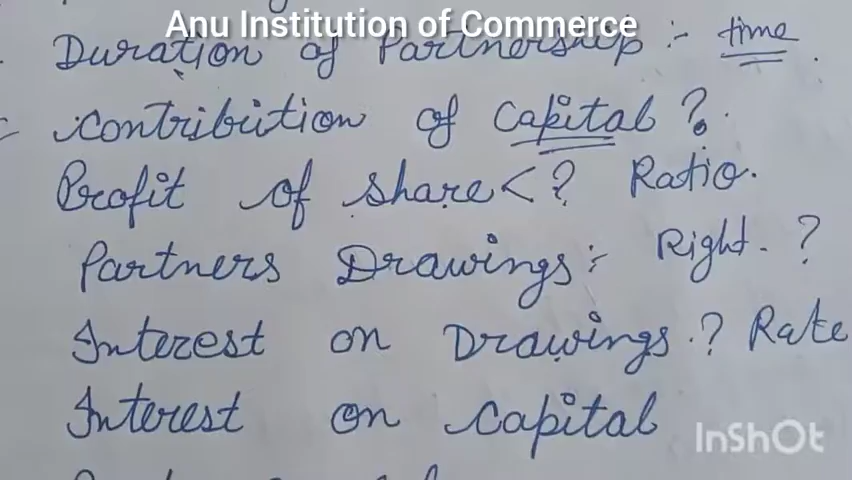 Anu Institution of Commerce
Duration of Partnership :- time.
Contribution of Capital ?
Profit of share < ? Ratio.
Partners Drawings :- Right. ?
Interest on Drawings. ? Rate
Interest on Capital
InShOt